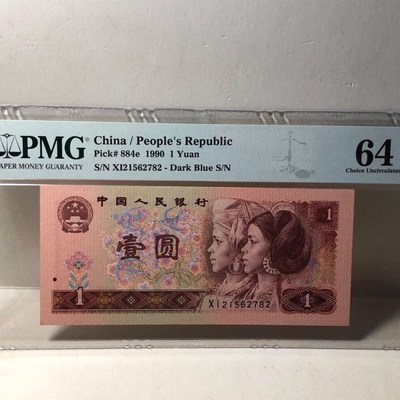 PMG
PAPER MONEY GUARANTY
China / People's Republic
Pick# 884e 1990 1 Yuan
S/N XI21562782 - Dark Blue S/N
64
Choice Uncirculated
中国人民银行
1
壹圆
1
1
XI21562782